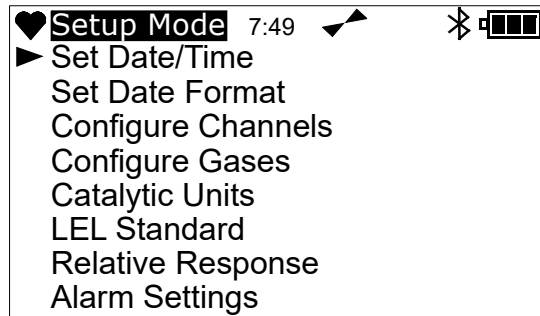 Setup Mode 7:49
Set Date/Time
Set Date Format
Configure Channels
Configure Gases
Catalytic Units
LEL Standard
Relative Response
Alarm Settings